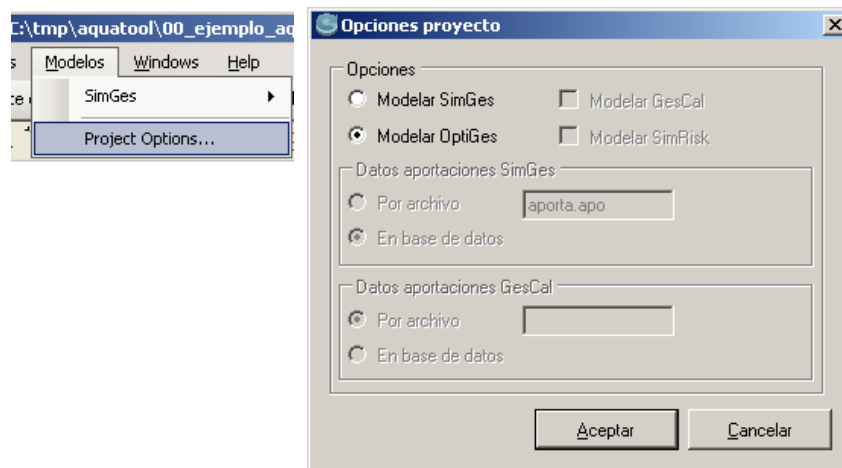 C:\tmp\aquatool\00_ejemplo_aq
Modelos Windows Help
SimGes
Project Options...
Opciones proyecto
Opciones
Modelar SimGes Modelar GesCal
Modelar OptiGes Modelar SimRisk
Datos aportaciones SimGes
Por archivo aporta.apo
En base de datos
Datos aportaciones GesCal
Por archivo
En base de datos
Aceptar Cancelar